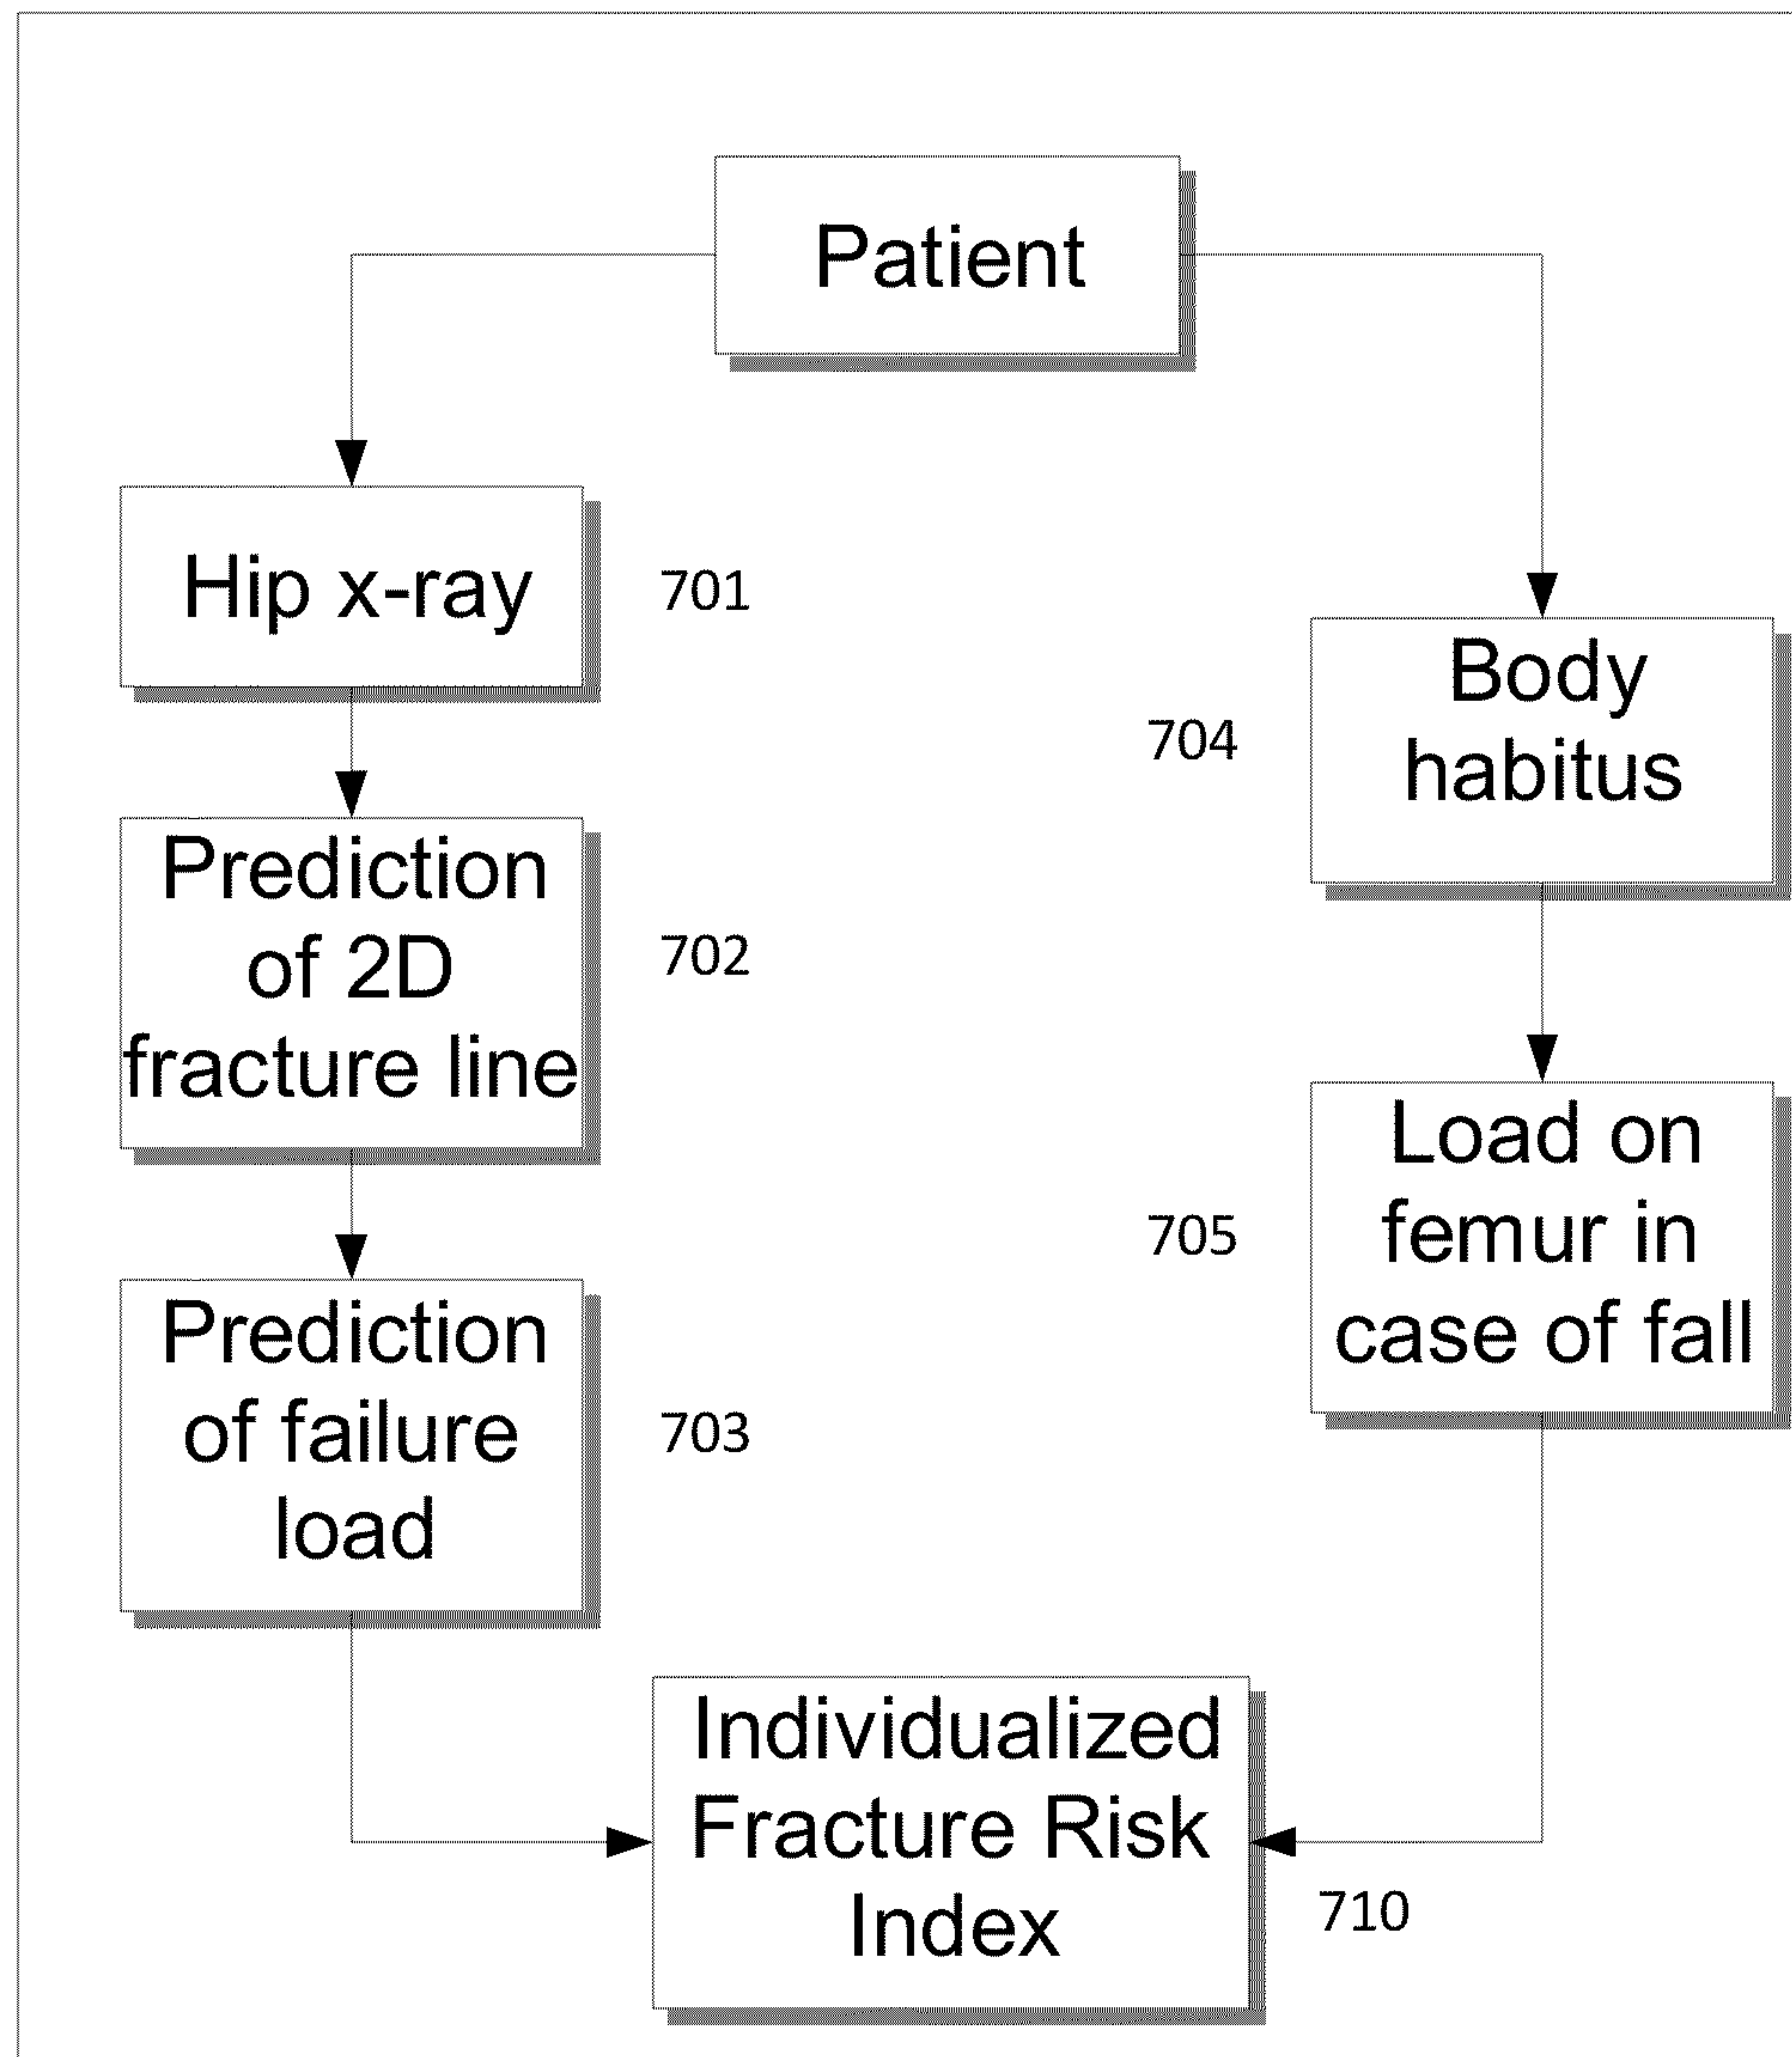 Patient
Hip x-ray
701
Prediction
of 2D
fracture line
702
Prediction
of failure
load
703
Body
habitus
704
Load on
femur in
case of fall
705
Individualized
Fracture Risk
Index
710